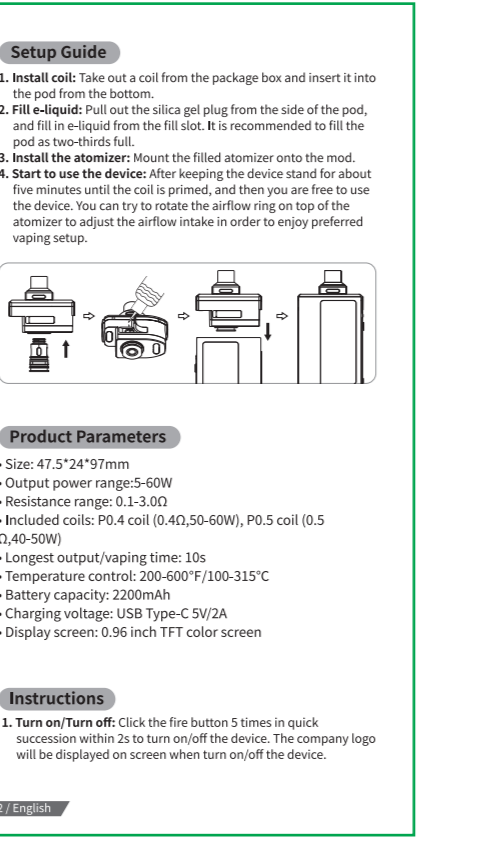 Setup Guide
1. Install coil: Take out a coil from the package box and insert it into
the pod from the bottom.
2. Fill e-liquid: Pull out the silica gel plug from the side of the pod,
and fill in e-liquid from the fill slot. It is recommended to fill the
pod as two-thirds full.
3. Install the atomizer: Mount the filled atomizer onto the mod.
4. Start to use the device: After keeping the device stand for about
five minutes until the coil is primed, and then you are free to use
the device. You can try to rotate the airflow ring on top of the
atomizer to adjust the airflow intake in order to enjoy preferred
vaping setup.
Product Parameters
• Size: 47.5*24*97mm
• Output power range:5-60W
• Resistance range: 0.1-3.0Ω
• Included coils: P0.4 coil (0.4Ω,50-60W), P0.5 coil (0.5
Ω,40-50W)
• Longest output/vaping time: 10s
• Temperature control: 200-600°F/100-315°C
• Battery capacity: 2200mAh
• Charging voltage: USB Type-C 5V/2A
• Display screen: 0.96 inch TFT color screen
Instructions
1. Turn on/Turn off: Click the fire button 5 times in quick
succession within 2s to turn on/off the device. The company logo
will be displayed on screen when turn on/off the device.
2 / English